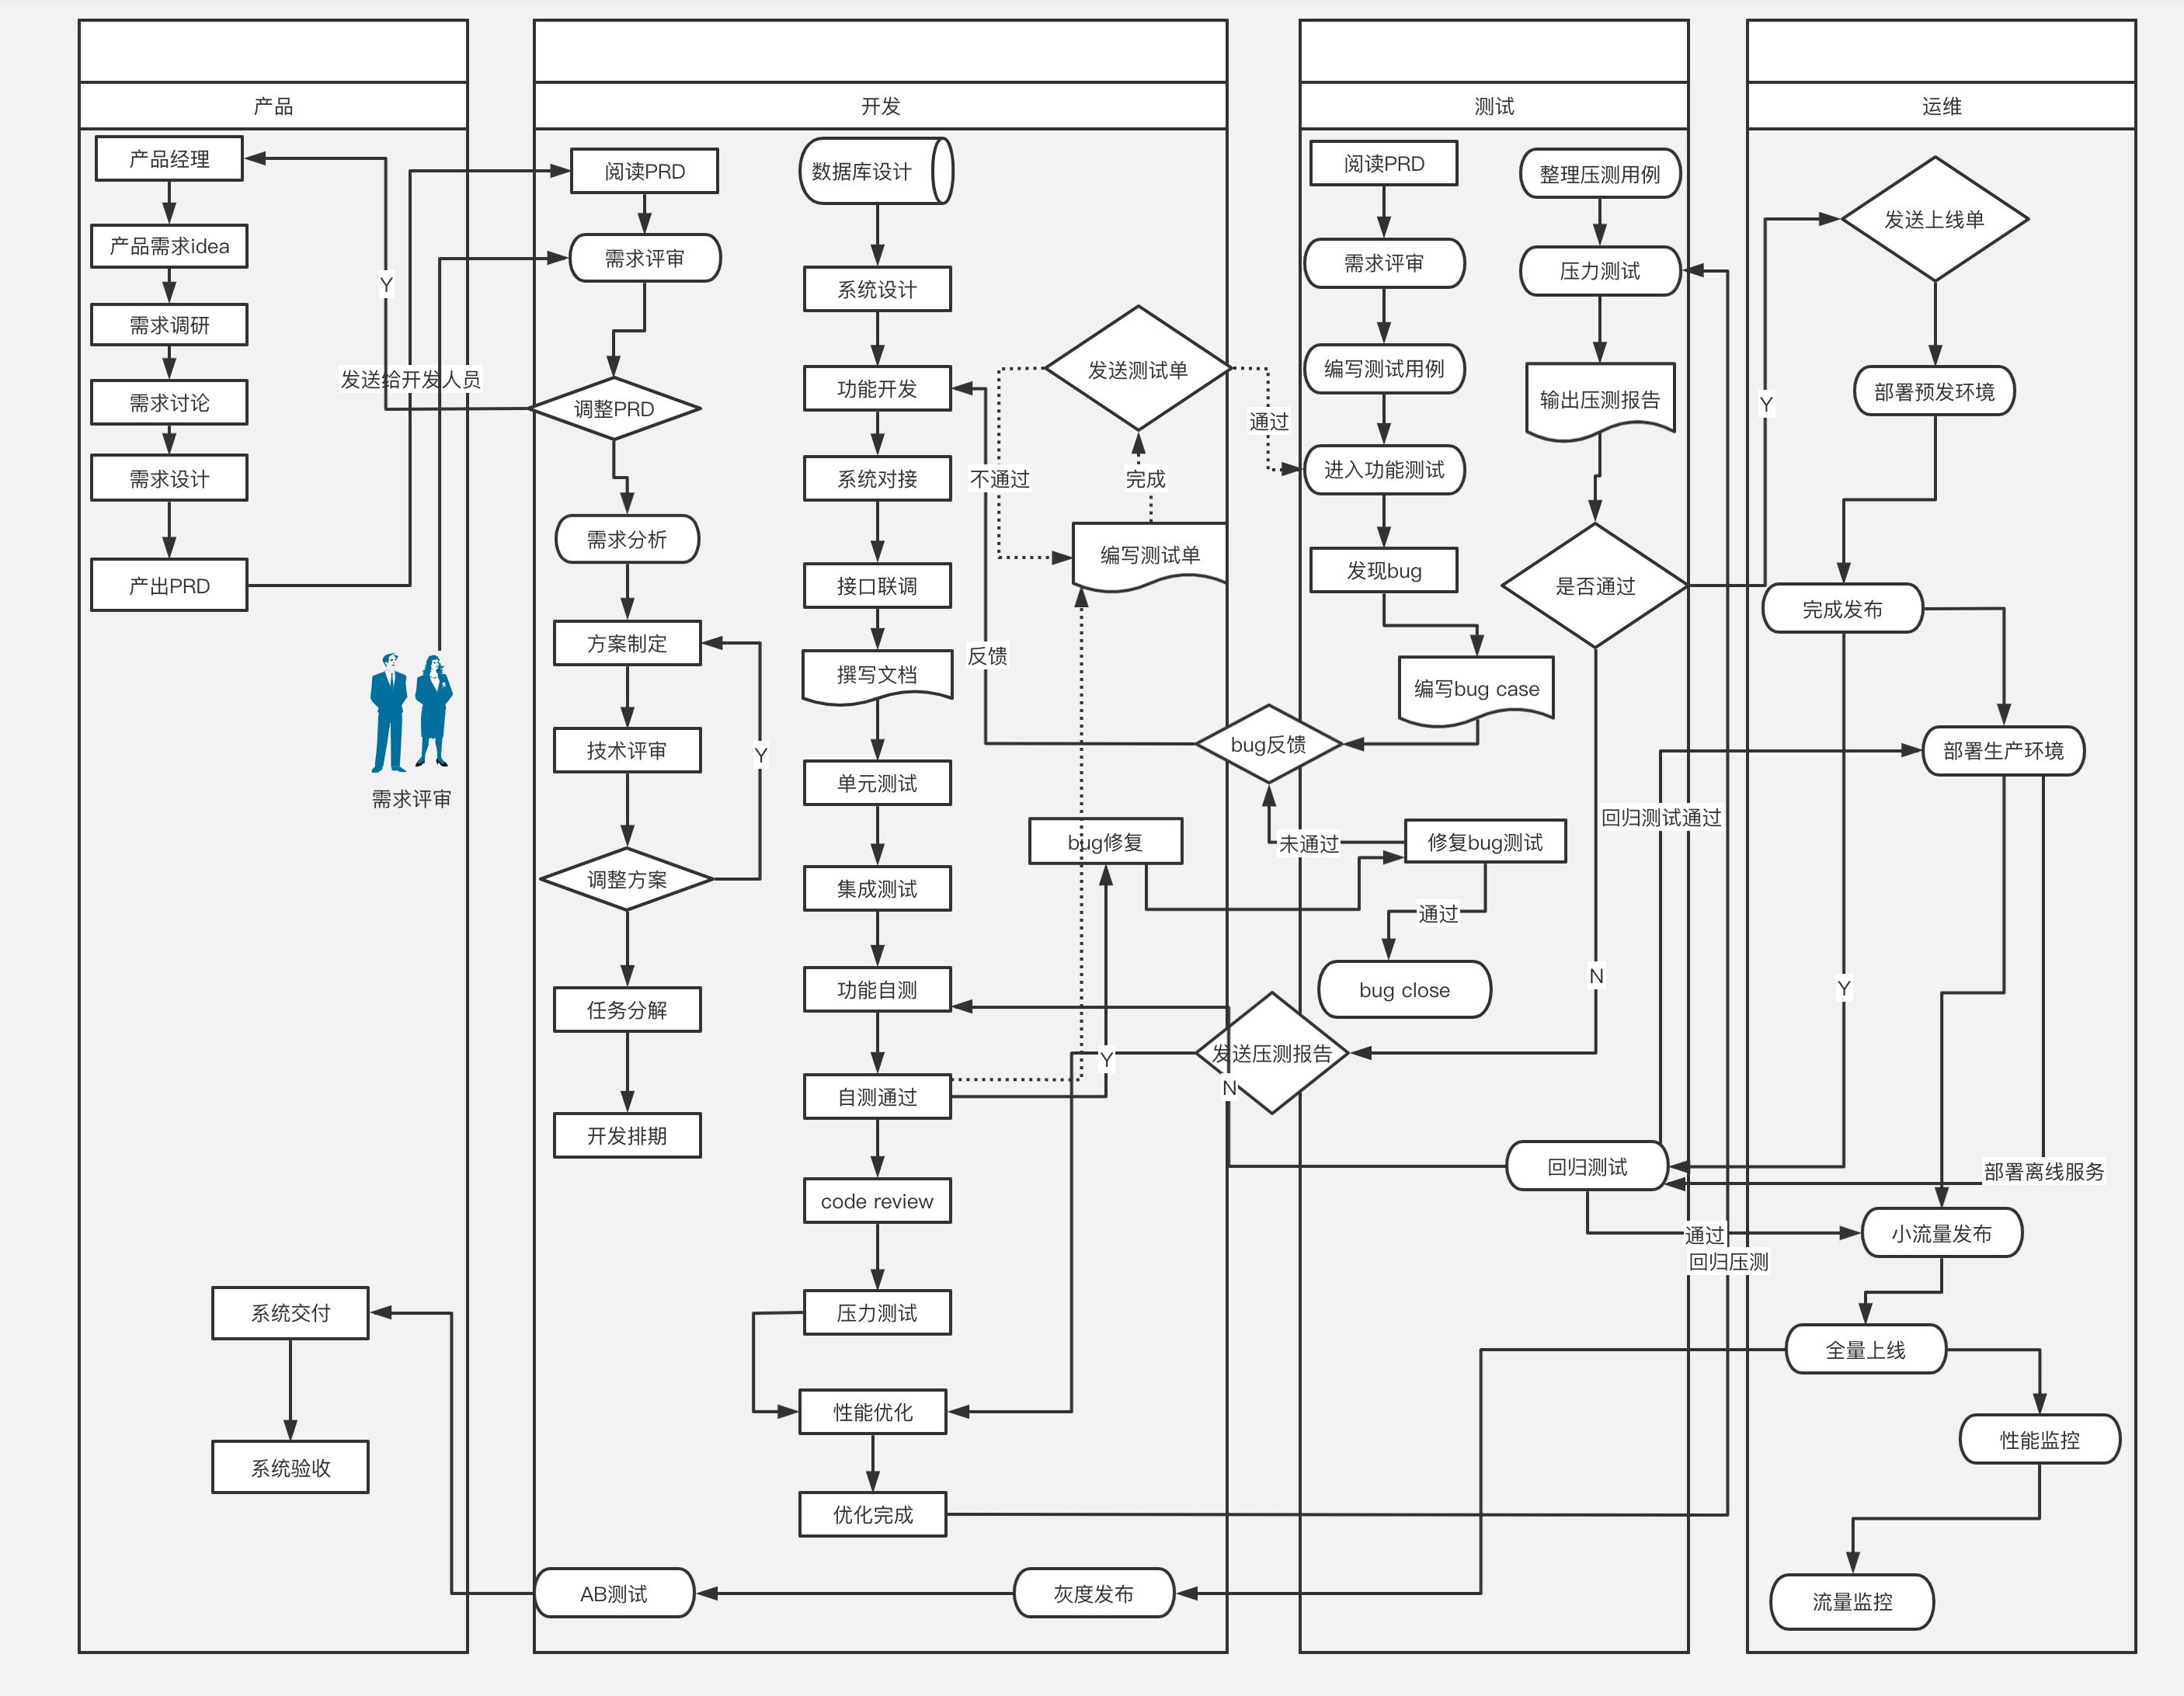 产品
产品经理
产品需求idea
需求调研
需求讨论
需求设计
产出PRD
Y
发送给开发人员
需求评审
系统交付
系统验收
开发
阅读PRD
需求评审
调整PRD
需求分析
方案制定
技术评审
Y
调整方案
任务分解
开发排期
数据库设计
系统设计
功能开发
系统对接
接口联调
撰写文档
单元测试
集成测试
功能自测
自测通过
code review
压力测试
性能优化
优化完成
发送测试单
不通过
完成
通过
编写测试单
反馈
bug反馈
bug修复
未通过
Y
发送压测报告
N
AB测试
灰度发布
测试
阅读PRD
需求评审
编写测试用例
进入功能测试
发现bug
编写bug case
修复bug测试
通过
bug close
整理压测用例
压力测试
输出压测报告
是否通过
回归测试通过
N
回归测试
通过
回归压测
运维
发送上线单
Y
部署预发环境
完成发布
部署生产环境
Y
部署离线服务
小流量发布
全量上线
性能监控
流量监控